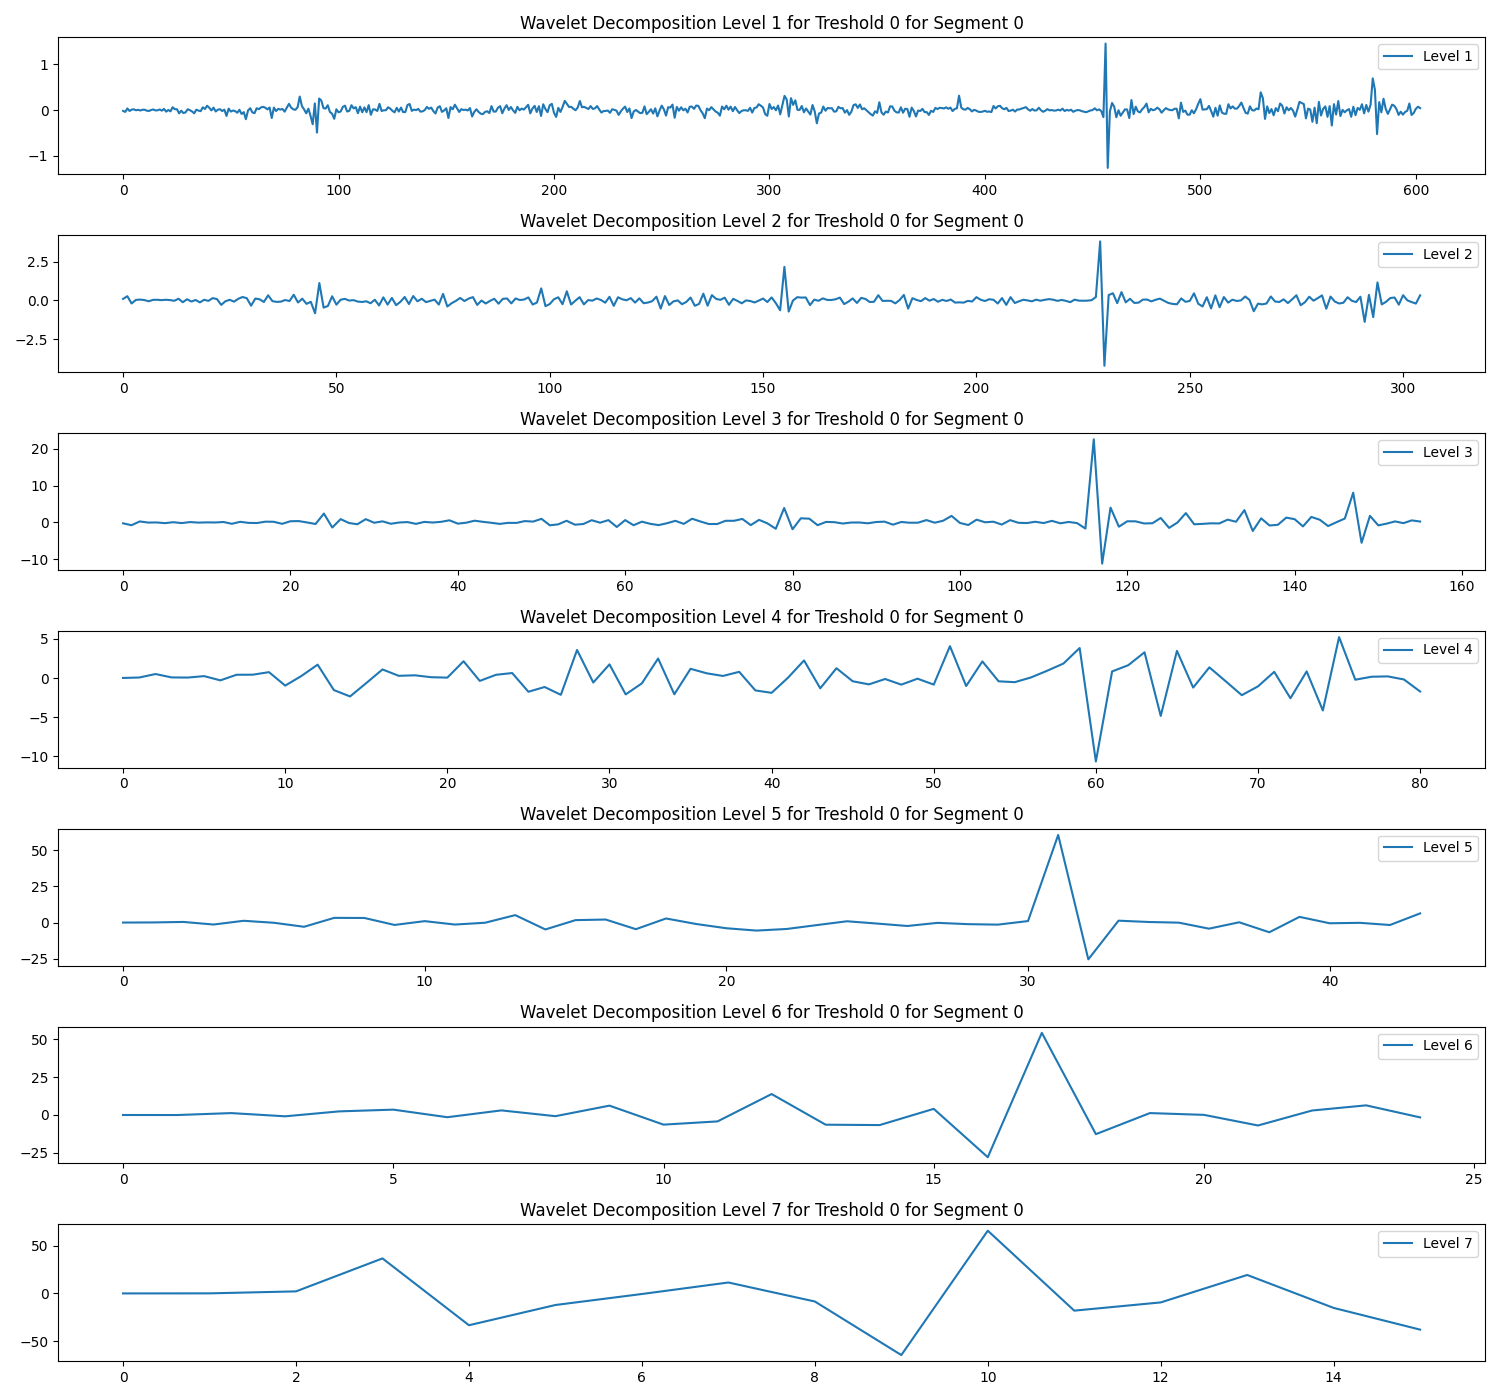 Wavelet Decomposition Level 1 for Treshold 0 for Segment 0
Level 1
1
0
−1
0 100 200 300 400 500 600
Wavelet Decomposition Level 2 for Treshold 0 for Segment 0
Level 2
2.5
0.0
−2.5
0 50 100 150 200 250 300
Wavelet Decomposition Level 3 for Treshold 0 for Segment 0
Level 3
20
10
0
−10
0 20 40 60 80 100 120 140 160
Wavelet Decomposition Level 4 for Treshold 0 for Segment 0
Level 4
5
0
−5
−10
0 10 20 30 40 50 60 70 80
Wavelet Decomposition Level 5 for Treshold 0 for Segment 0
Level 5
50
25
0
−25
0 10 20 30 40
Wavelet Decomposition Level 6 for Treshold 0 for Segment 0
Level 6
50
25
0
−25
0 5 10 15 20 25
Wavelet Decomposition Level 7 for Treshold 0 for Segment 0
Level 7
50
0
−50
0 2 4 6 8 10 12 14